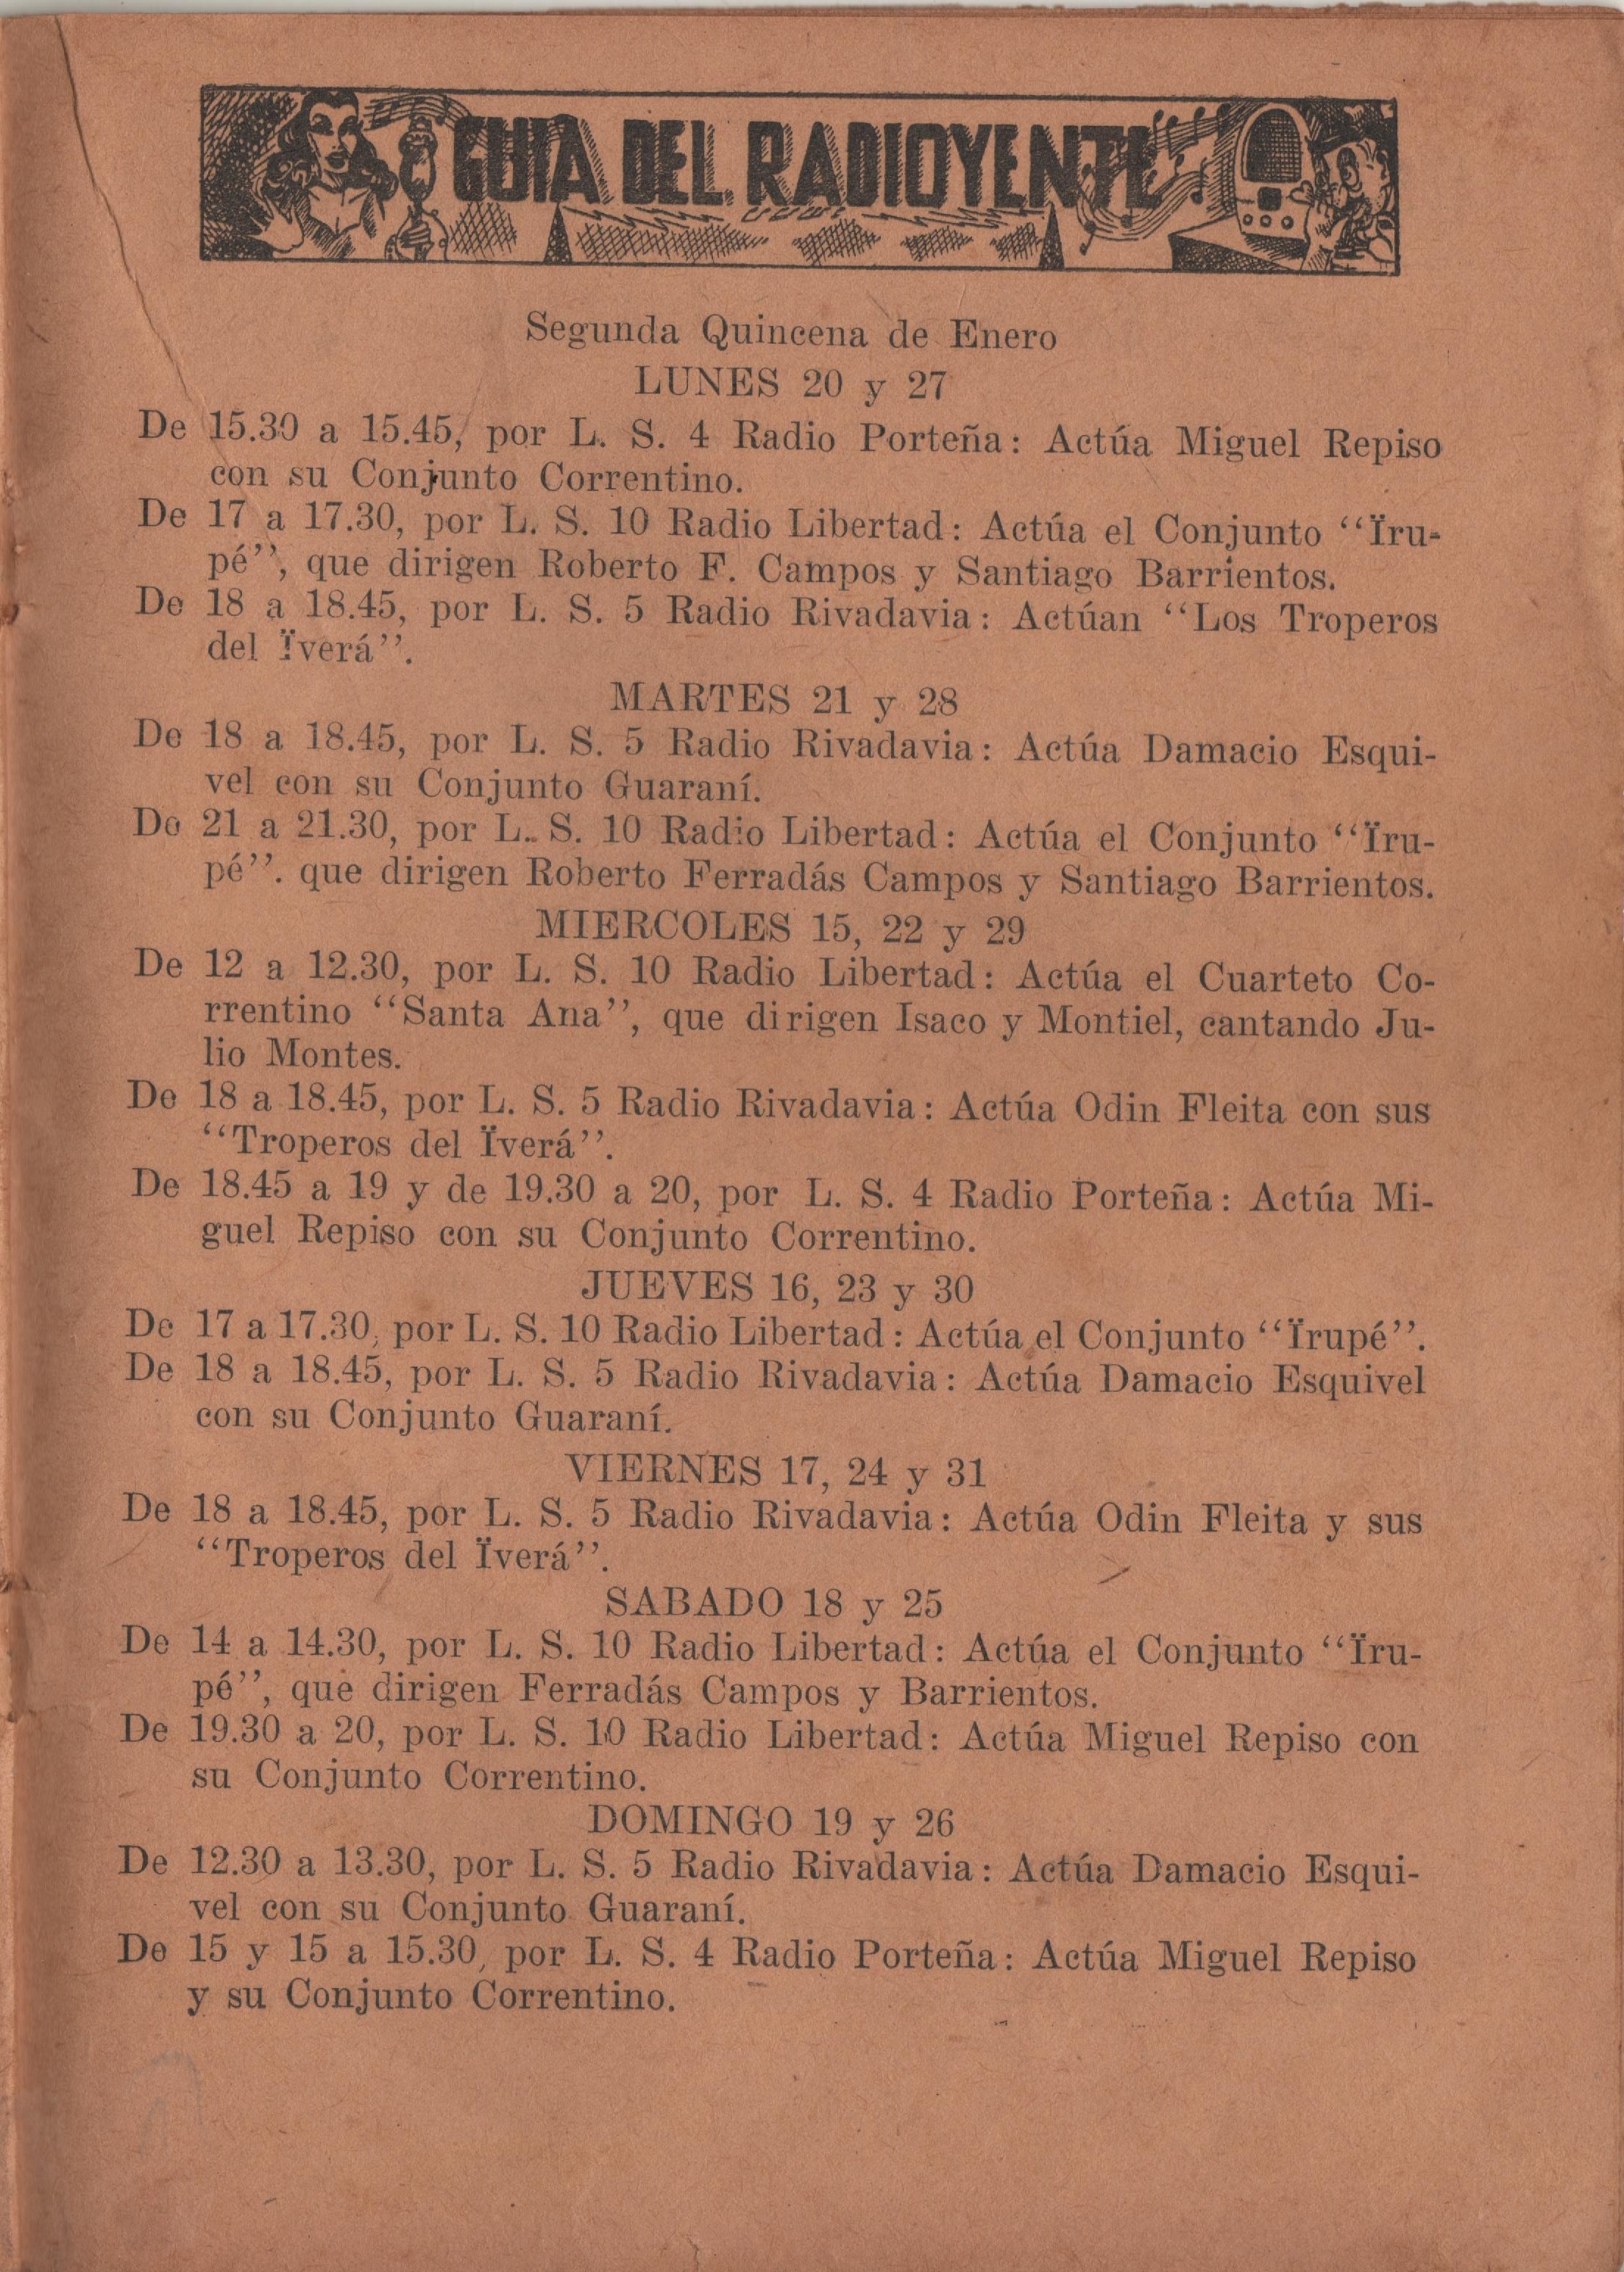 GUIA DEL RADIOYENTE
Segunda Quincena de Enero
LUNES 20 y 27
De 15.30 a 15.45, por L. S. 4 Radio Porteña: Actúa Miguel Repiso
con su Conjunto Correntino.
De 17 a 17.30, por L. S. 10 Radio Libertad: Actúa el Conjunto ‘‘Ïru-
pé’’, que dirigen Roberto F. Campos y Santiago Barrientos.
De 18 a 18.45, por L. S. 5 Radio Rivadavia: Actúan ‘‘Los Troperos
del Ïverá’’.
MARTES 21 y 28
De 18 a 18.45, por L. S. 5 Radio Rivadavia: Actúa Damacio Esqui-
vel con su Conjunto Guaraní.
De 21 a 21.30, por L. S. 10 Radio Libertad: Actúa el Conjunto ‘‘Ïru-
pé’’. que dirigen Roberto Ferradás Campos y Santiago Barrientos.
MIERCOLES 15, 22 y 29
De 12 a 12.30, por L. S. 10 Radio Libertad: Actúa el Cuarteto Co-
rrentino ‘‘Santa Ana’’, que dirigen Isaco y Montiel, cantando Ju-
lio Montes.
De 18 a 18.45, por L. S. 5 Radio Rivadavia: Actúa Odin Fleita con sus
‘‘Troperos del Ïverá’’.
De 18.45 a 19 y de 19.30 a 20, por L. S. 4 Radio Porteña: Actúa Mi-
guel Repiso con su Conjunto Correntino.
JUEVES 16, 23 y 30
De 17 a 17.30, por L. S. 10 Radio Libertad: Actúa el Conjunto ‘‘Ïrupé’’.
De 18 a 18.45, por L. S. 5 Radio Rivadavia: Actúa Damacio Esquivel
con su Conjunto Guaraní.
VIERNES 17, 24 y 31
De 18 a 18.45, por L. S. 5 Radio Rivadavia: Actúa Odin Fleita y sus
‘‘Troperos del Ïverá’’.
SABADO 18 y 25
De 14 a 14.30, por L. S. 10 Radio Libertad: Actúa el Conjunto ‘‘Ïru-
pé’’, que dirigen Ferradás Campos y Barrientos.
De 19.30 a 20, por L. S. 10 Radio Libertad: Actúa Miguel Repiso con
su Conjunto Correntino.
DOMINGO 19 y 26
De 12.30 a 13.30, por L. S. 5 Radio Rivadavia: Actúa Damacio Esqui-
vel con su Conjunto Guaraní.
De 15 y 15 a 15.30, por L. S. 4 Radio Porteña: Actúa Miguel Repiso
y su Conjunto Correntino.